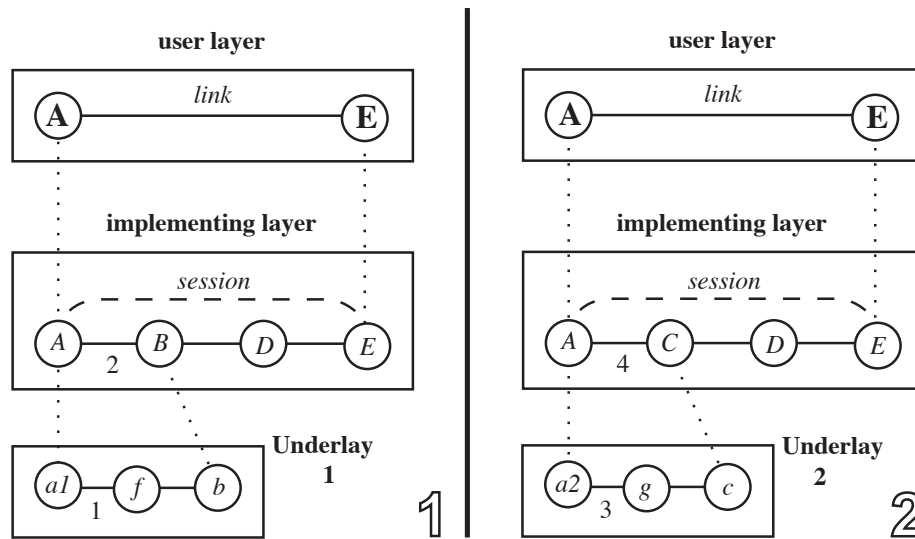 user layer
link
A E
implementing layer
session
A B D E
2
Underlay
1
a1 f b
1
1
user layer
link
A E
implementing layer
session
A C D E
4
Underlay
2
a2 g c
3
2